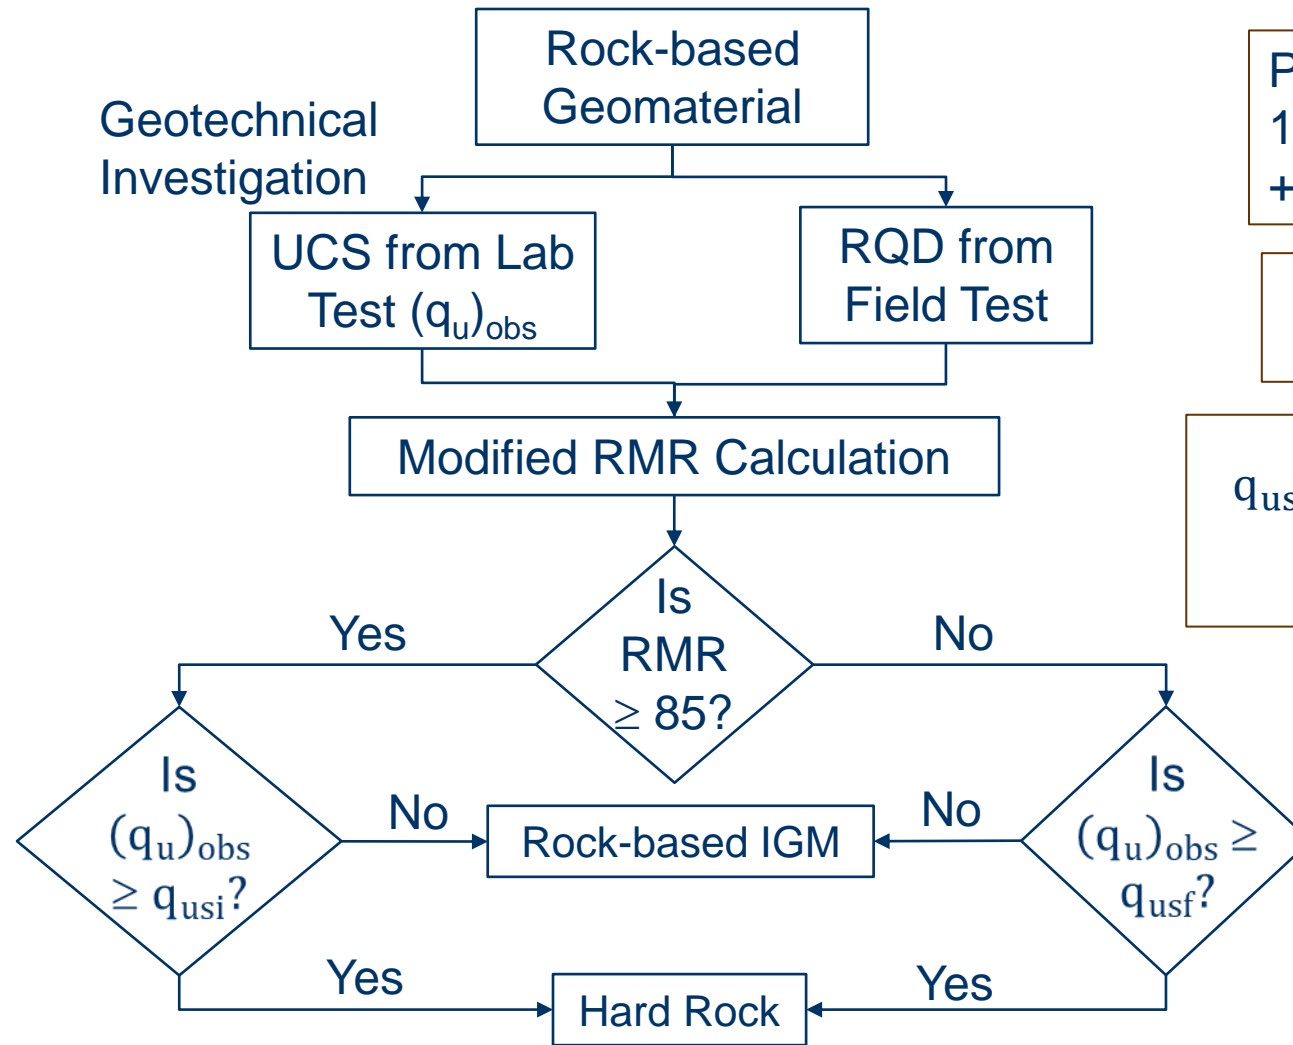 Rock-based
Geomaterial
Geotechnical
Investigation
UCS from Lab
Test (qu)obs
RQD from
Field Test
P
1
+
Modified RMR Calculation
qus
Is
RMR
≥ 85?
Yes
No
Is
(qu)obs
≥ qusi?
No
Rock-based IGM
No
Is
(qu)obs ≥
qusf?
Yes
Hard Rock
Yes